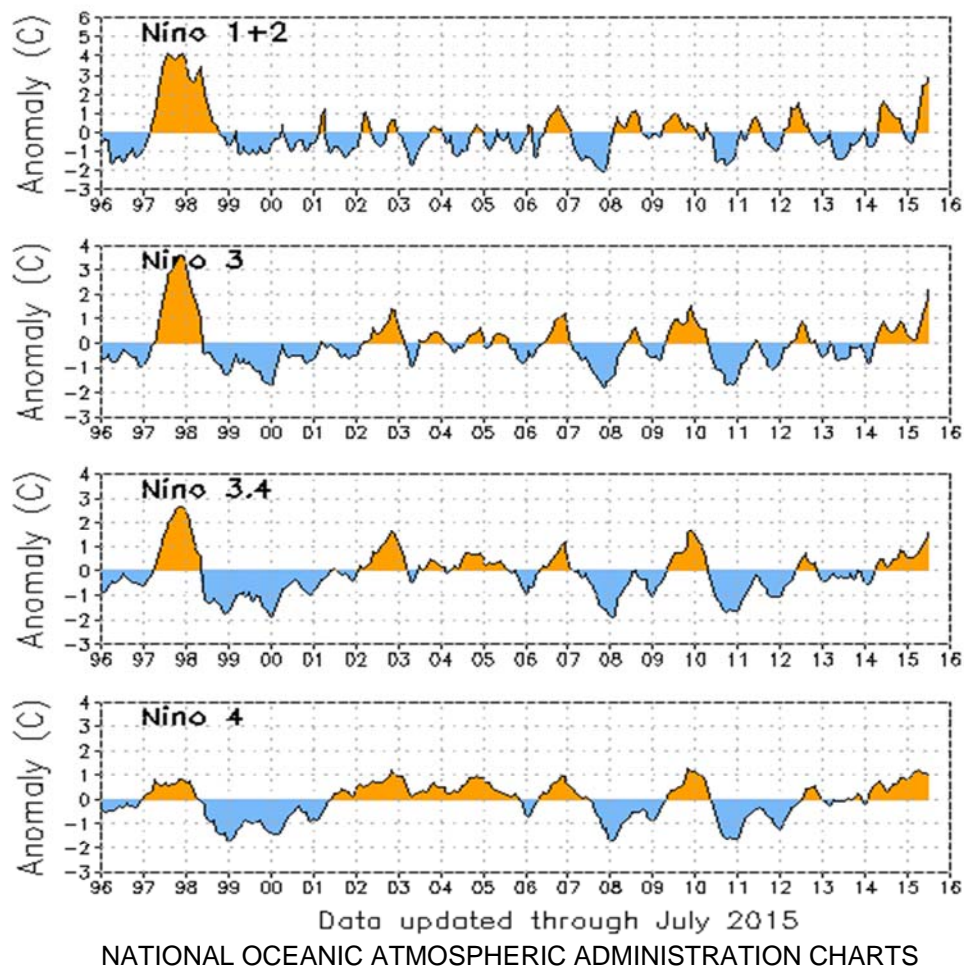 Anomaly (C)
6
5
4
3
2
1
0
-1
-2
-3
Nino 1+2
96 97 98 99 00 01 02 03 04 05 06 07 08 09 10 11 12 13 14 15 16
Anomaly (C)
4
3
2
1
0
-1
-2
-3
Nino 3
96 97 98 99 00 01 02 03 04 05 06 07 08 09 10 11 12 13 14 15 16
Anomaly (C)
4
3
2
1
0
-1
-2
-3
Nino 3.4
96 97 98 99 00 01 02 03 04 05 06 07 08 09 10 11 12 13 14 15 16
Anomaly (C)
4
3
2
1
0
-1
-2
-3
Nino 4
96 97 98 99 00 01 02 03 04 05 06 07 08 09 10 11 12 13 14 15 16
Data updated through July 2015
NATIONAL OCEANIC ATMOSPHERIC ADMINISTRATION CHARTS